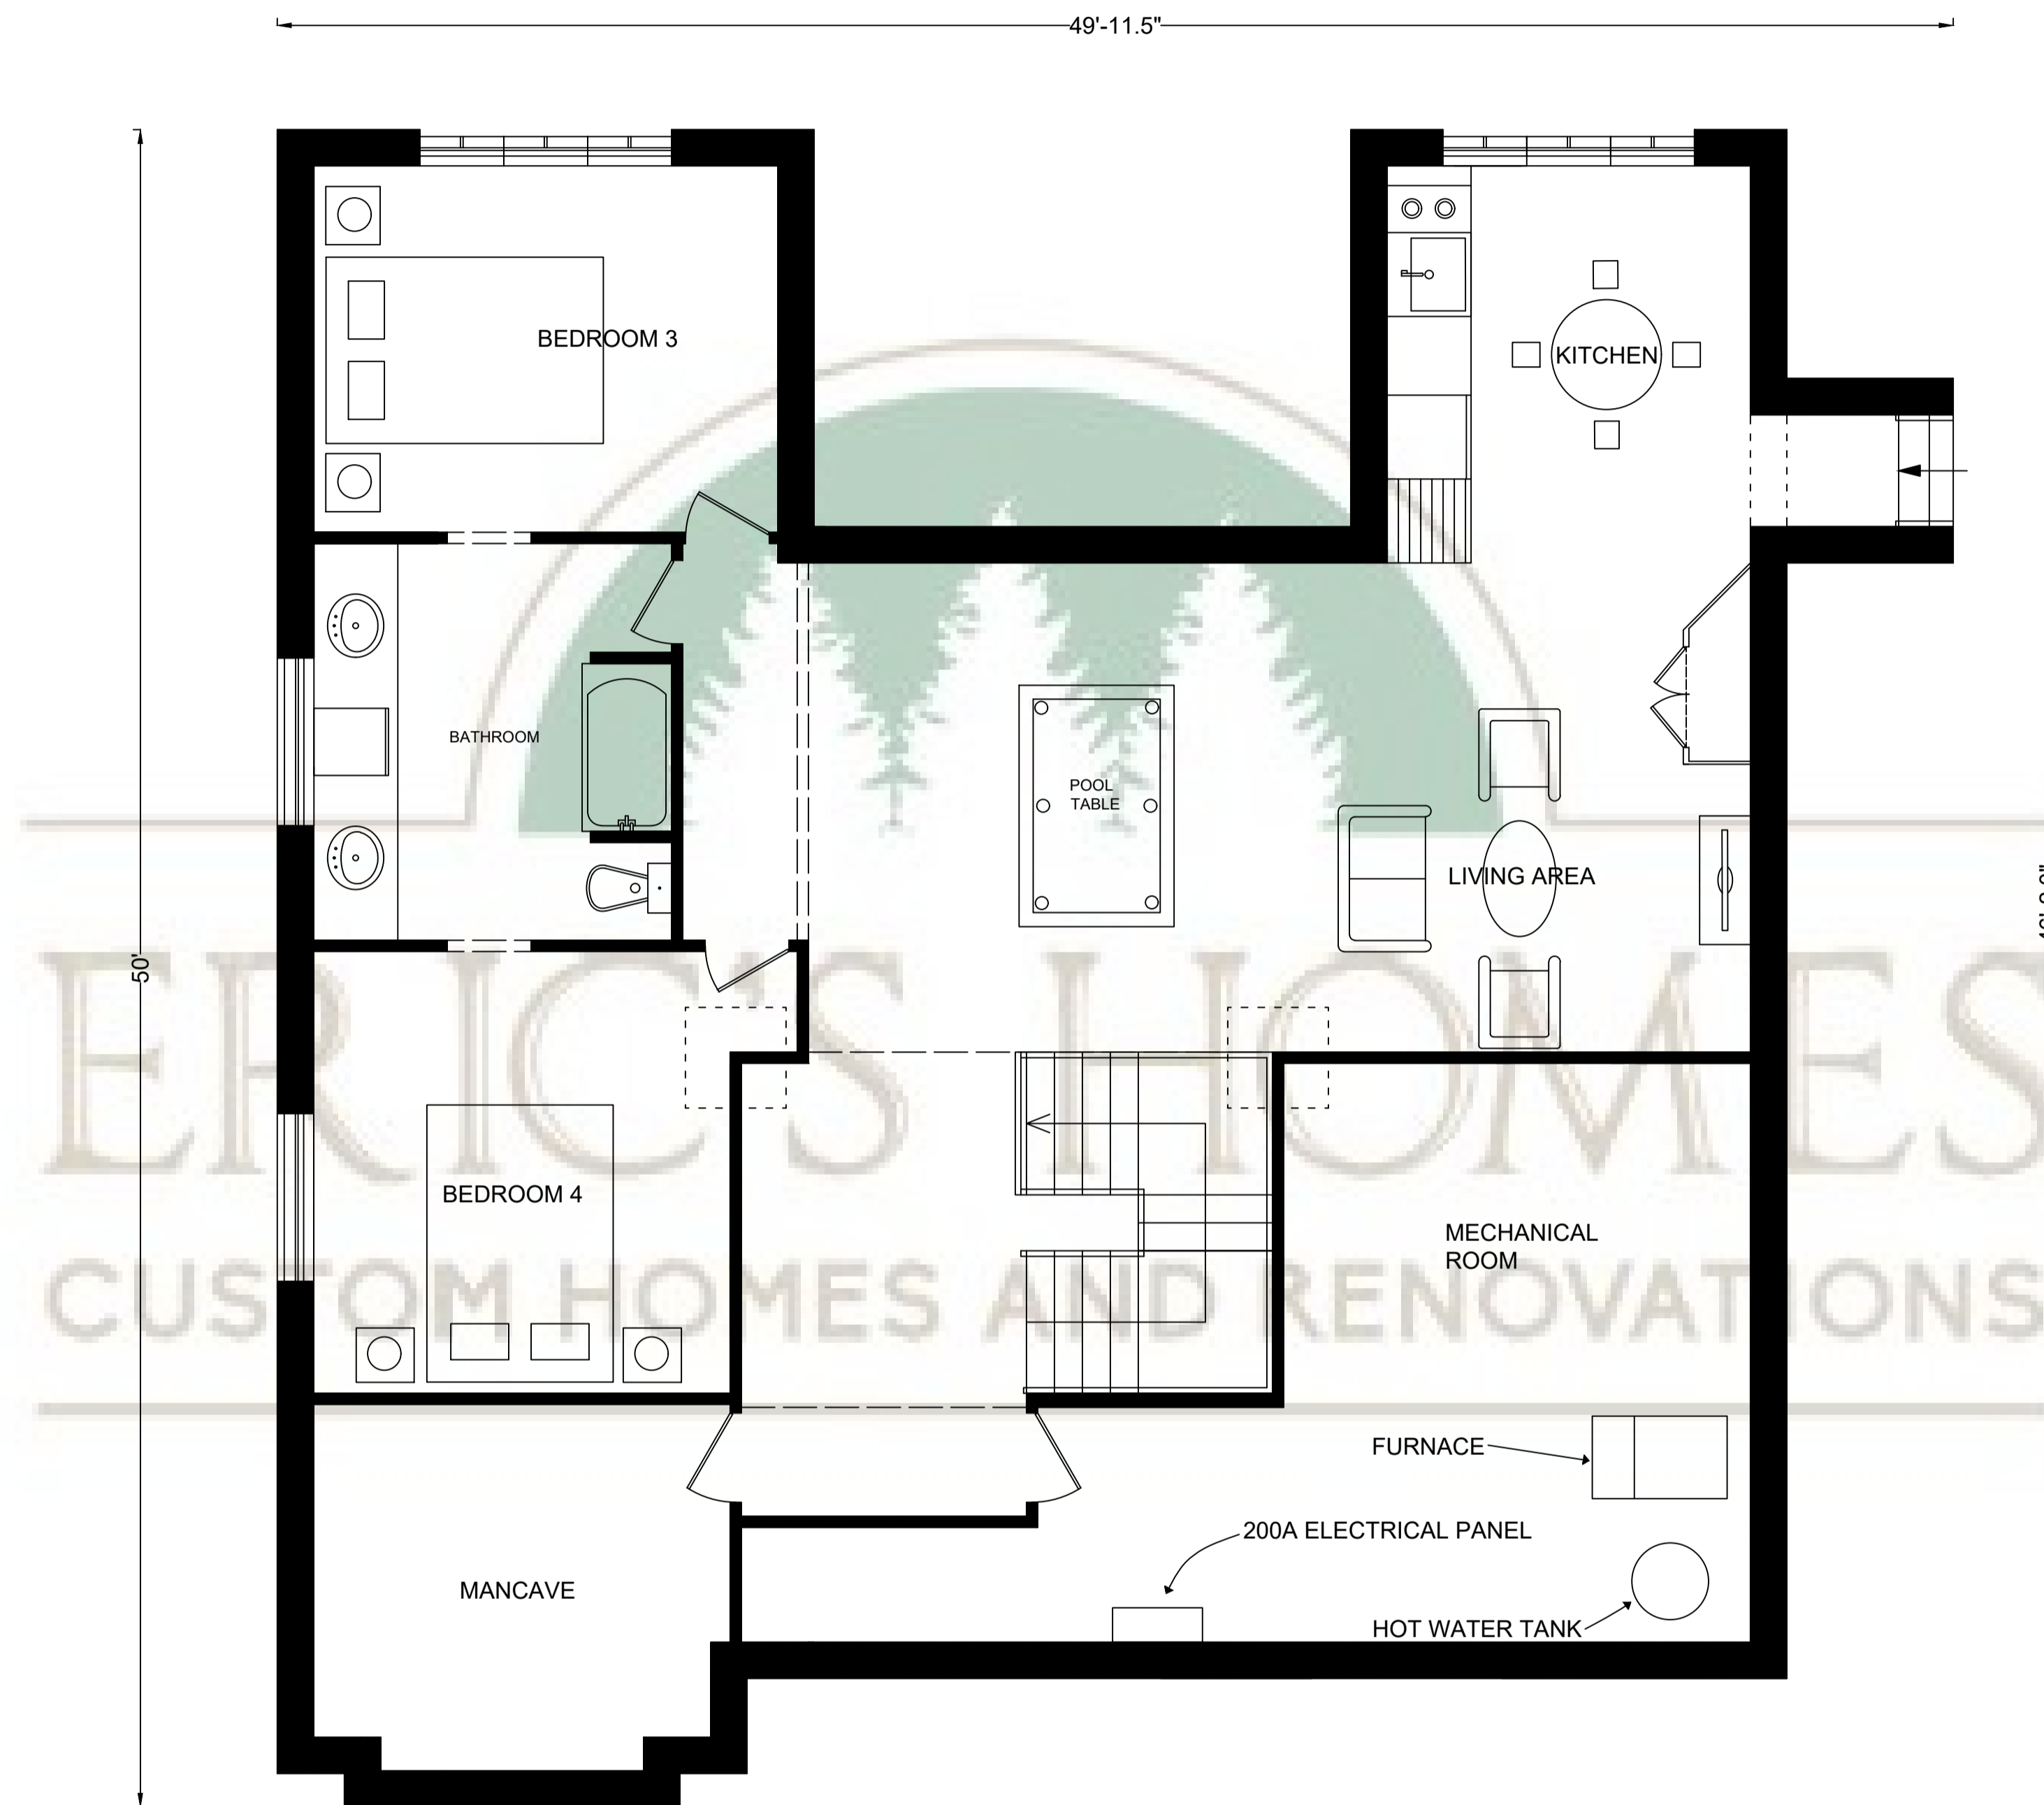 49'-11.5"
BEDROOM 3
KITCHEN
BATHROOM
POOL
TABLE
LIVING AREA
50'
ERIC'S HOMES
BEDROOM 4
MECHANICAL
ROOM
CUSTOM HOMES AND RENOVATIONS
FURNACE
200A ELECTRICAL PANEL
MANCAVE
HOT WATER TANK